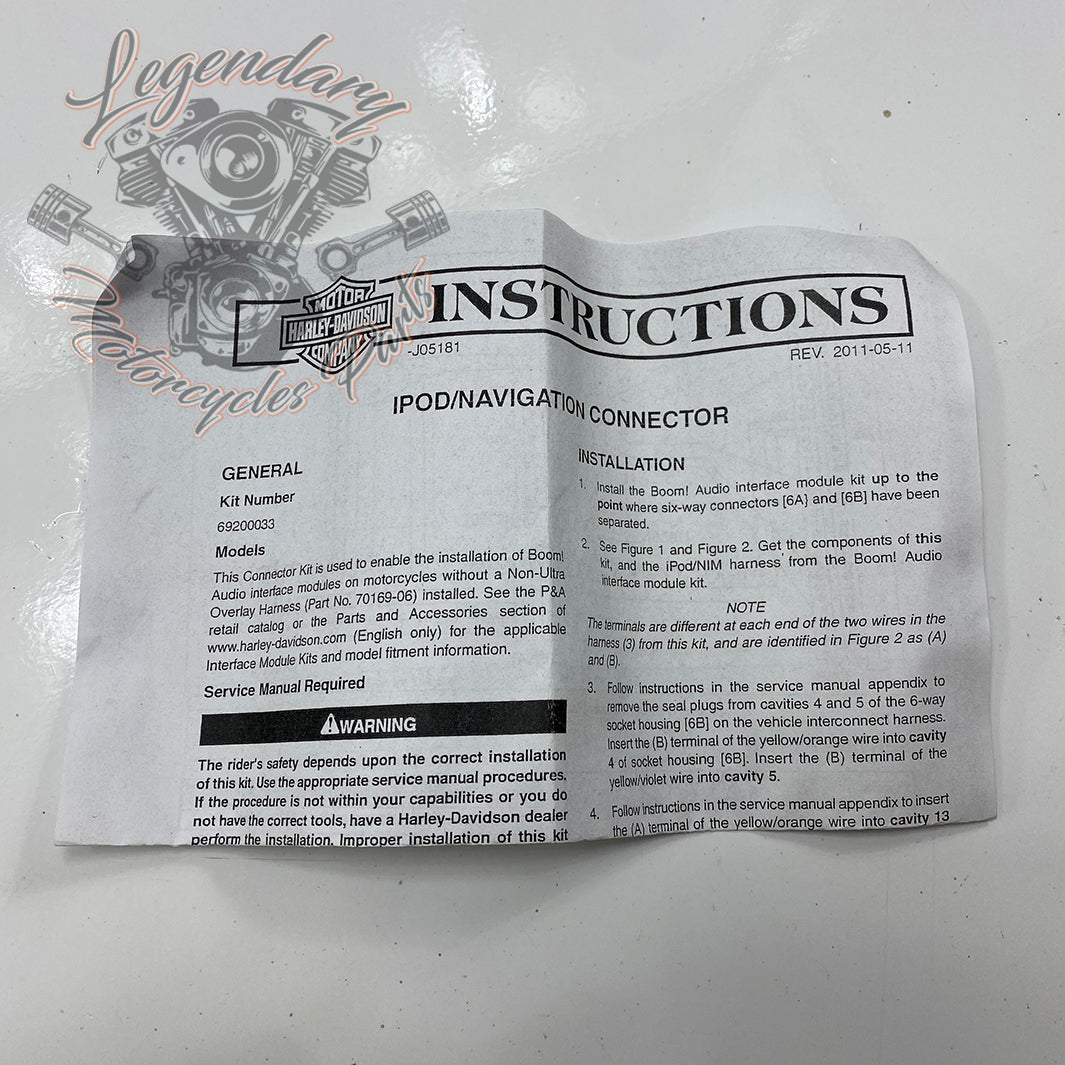 Legendary
Motorcycles Parts
MOTOR
HARLEY-DAVIDSON
COMPANY
INSTRUCTIONS
-J05181
REV. 2011-05-11
IPOD/NAVIGATION CONNECTOR
GENERAL
Kit Number
69200033
Models
This Connector Kit is used to enable the installation of Boom!
Audio interface modules on motorcycles without a Non-Ultra
Overlay Harness (Part No. 70169-06) installed. See the P&A
retail catalog or the Parts and Accessories section of
www.harley-davidson.com (English only) for the applicable
Interface Module Kits and model fitment information.
Service Manual Required
WARNING
The rider's safety depends upon the correct installation
of this kit. Use the appropriate service manual procedures.
If the procedure is not within your capabilities or you do
not have the correct tools, have a Harley-Davidson dealer
perform the installation. Improper installation of this kit
INSTALLATION
1. Install the Boom! Audio interface module kit up to the
point where six-way connectors [6A} and [6B] have been
separated.
2. See Figure 1 and Figure 2. Get the components of this
kit, and the iPod/NIM harness from the Boom! Audio
interface module kit.
NOTE
The terminals are different at each end of the two wires in the
harness (3) from this kit, and are identified in Figure 2 as (A)
and (B).
3. Follow instructions in the service manual appendix to
remove the seal plugs from cavities 4 and 5 of the 6-way
socket housing [6B] on the vehicle interconnect harness.
Insert the (B) terminal of the yellow/orange wire into cavity
4 of socket housing [6B]. Insert the (B) terminal of the
yellow/violet wire into cavity 5.
4. Follow instructions in the service manual appendix to insert
the (A) terminal of the yellow/orange wire into cavity 13